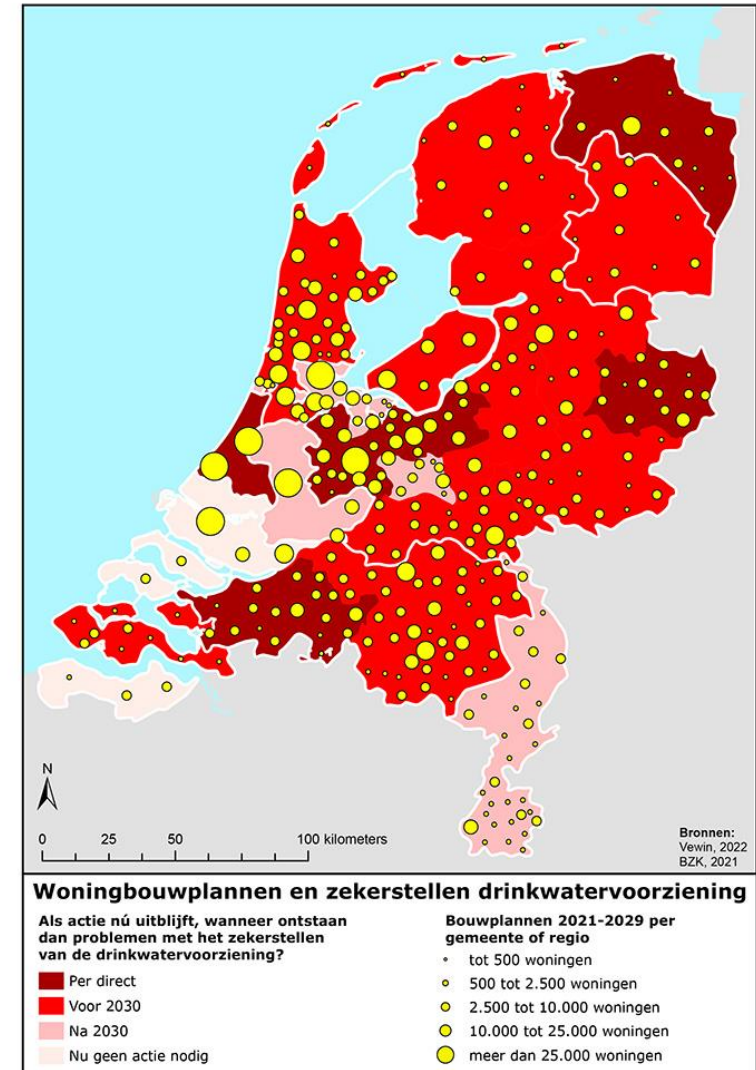 N
0 25 50 100 kilometers
Bronnen:
Vewin, 2022
BZK, 2021
Woningbouwplannen en zekerstellen drinkwatervoorziening
Als actie nú uitblijft, wanneer ontstaan
dan problemen met het zekerstellen
van de drinkwatervoorziening?
Per direct
Voor 2030
Na 2030
Nu geen actie nodig
Bouwplannen 2021-2029 per
gemeente of regio
tot 500 woningen
500 tot 2.500 woningen
2.500 tot 10.000 woningen
10.000 tot 25.000 woningen
meer dan 25.000 woningen